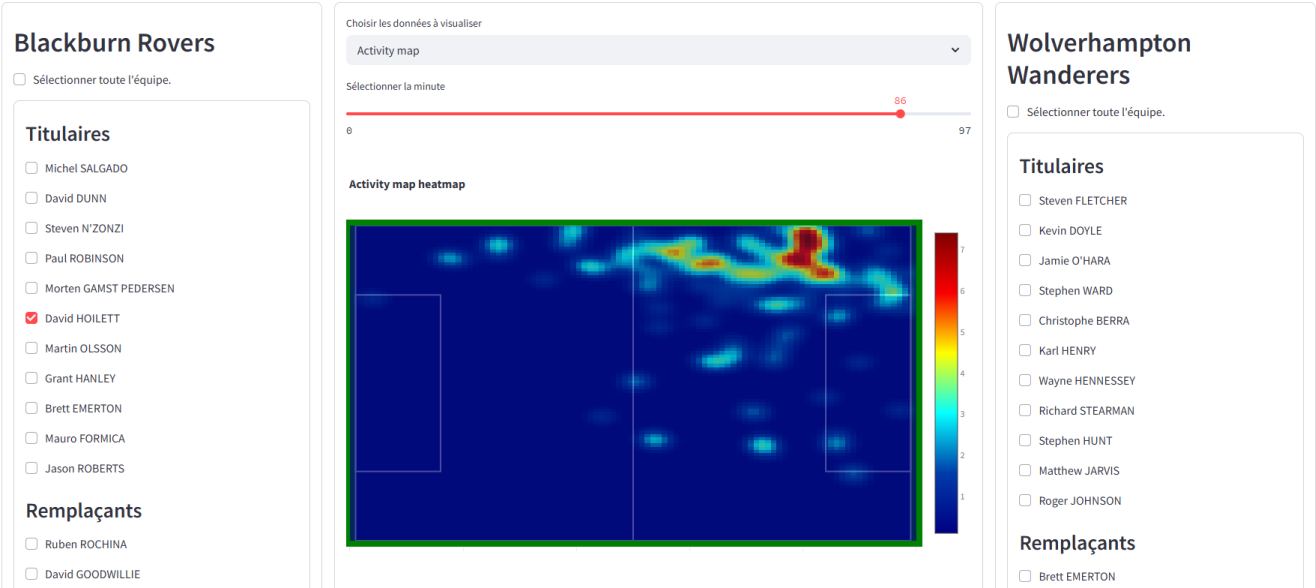 Blackburn Rovers
Sélectionner toute l'équipe.
Titulaires
Michel SALGADO
David DUNN
Steven N'ZONZI
Paul ROBINSON
Morten GAMST PEDERSEN
David HOILETT
Martin OLSSON
Grant HANLEY
Brett EMERTON
Mauro FORMICA
Jason ROBERTS
Remplaçants
Ruben ROCHINA
David GOODWILLIE
Choisir les données à visualiser
Activity map
Sélectionner la minute
86
0 97
Activity map heatmap
7
6
5
4
3
2
1
Wolverhampton
Wanderers
Sélectionner toute l'équipe.
Titulaires
Steven FLETCHER
Kevin DOYLE
Jamie O'HARA
Stephen WARD
Christophe BERRA
Karl HENRY
Wayne HENNESSEY
Richard STEARMAN
Stephen HUNT
Matthew JARVIS
Roger JOHNSON
Remplaçants
Brett EMERTON